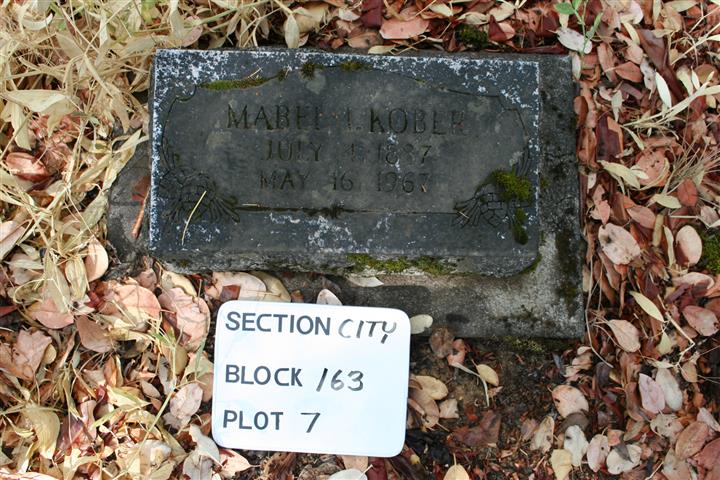 MABEL I. KOBER
JULY 4, 1887
MAY 16, 1967
SECTION CITY
BLOCK 163
PLOT 7